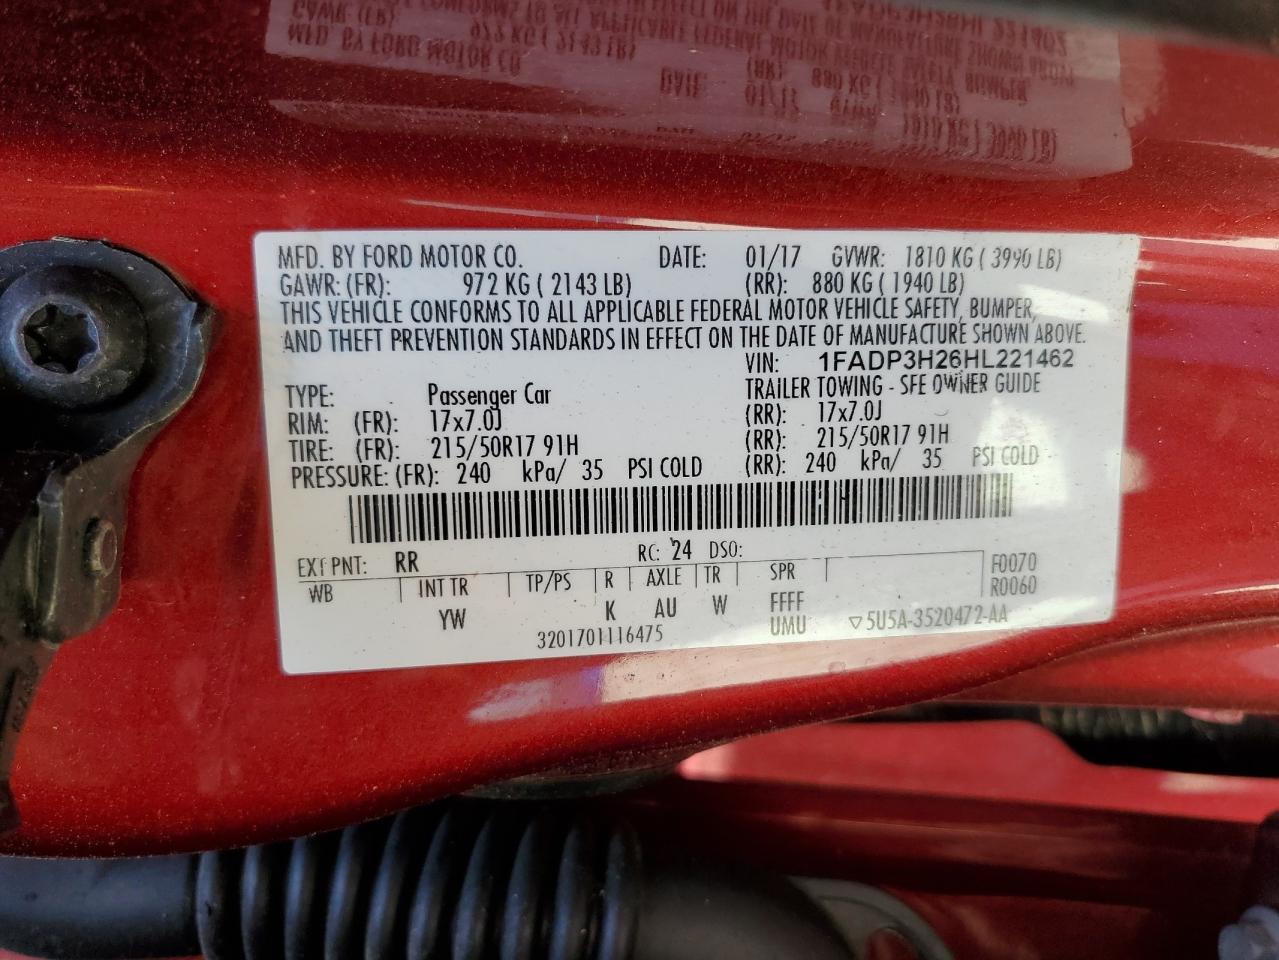 MFD. BY FORD MOTOR CO. DATE: 01/17 GVWR: 1810 KG ( 3990 LB)
GAWR: (FR): 972 KG ( 2143 LB) (RR): 880 KG ( 1940 LB)
THIS VEHICLE CONFORMS TO ALL APPLICABLE FEDERAL MOTOR VEHICLE SAFETY, BUMPER,
AND THEFT PREVENTION STANDARDS IN EFFECT ON THE DATE OF MANUFACTURE SHOWN ABOVE.
VIN: 1FADP3H26HL221462
TYPE: Passenger Car TRAILER TOWING - SEE OWNER GUIDE
RIM: (FR): 17x7.0J (RR): 17x7.0J
TIRE: (FR): 215/50R17 91H (RR): 215/50R17 91H
PRESSURE: (FR): 240 kPa/ 35 PSI COLD (RR): 240 kPa/ 35 PSI COLD
EXT PNT: RR RC: 24 DSO: F0070
WB INT TR TP/PS R AXLE TR SPR R0060
YW K AU W FFFF
3201701116475 UMU ▽5U5A-3520472-AA